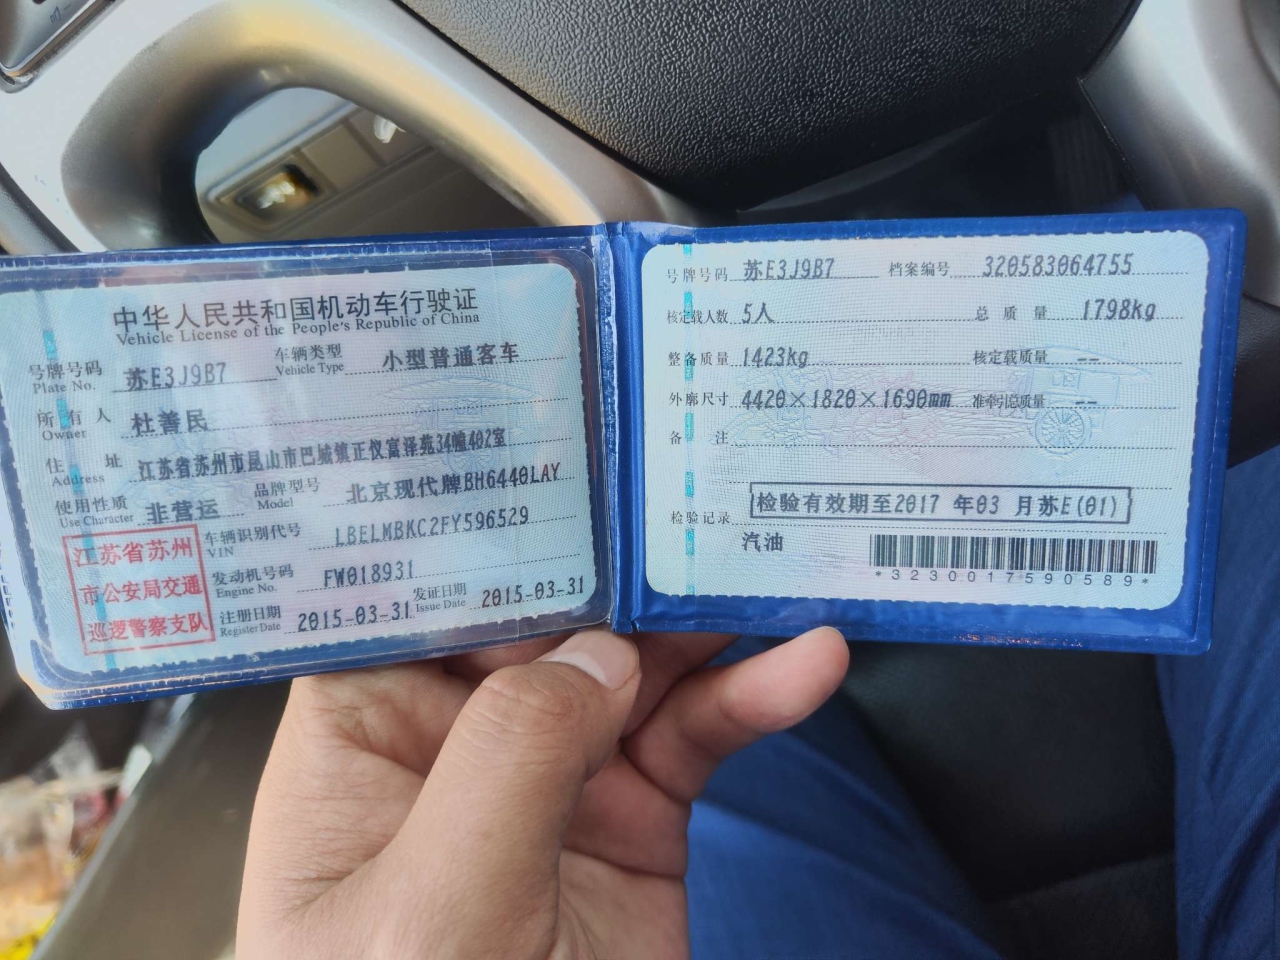 中华人民共和国机动车行驶证
Vehicle License of the People's Republic of China
号牌号码 苏E3J9B7 车辆类型 小型普通客车
Plate No. Vehicle Type
所有人 杜善民
Owner
住址 江苏省苏州市昆山市巴城镇正仪富泽苑34幢402室
Address
使用性质 非营运 品牌型号 北京现代牌BH6440LAY
Use Character Model
江苏省苏州
市公安局交通
巡逻警察支队
车辆识别代号 LBELMBKC2FY596529
VIN
发动机号码 FW018931
Engine No.
注册日期 2015-03-31 发证日期 2015-03-31
Register Date Issue Date
号牌号码 苏E3J9B7 档案编号 320583064755
核定载人数 5人 总质量 1798kg
整备质量 1423kg 核定载质量 --
外廓尺寸 4420×1820×1690mm 准牵引总质量 --
备注
检验记录 检验有效期至2017 年03 月苏E(01)
汽油
*3230017590589*